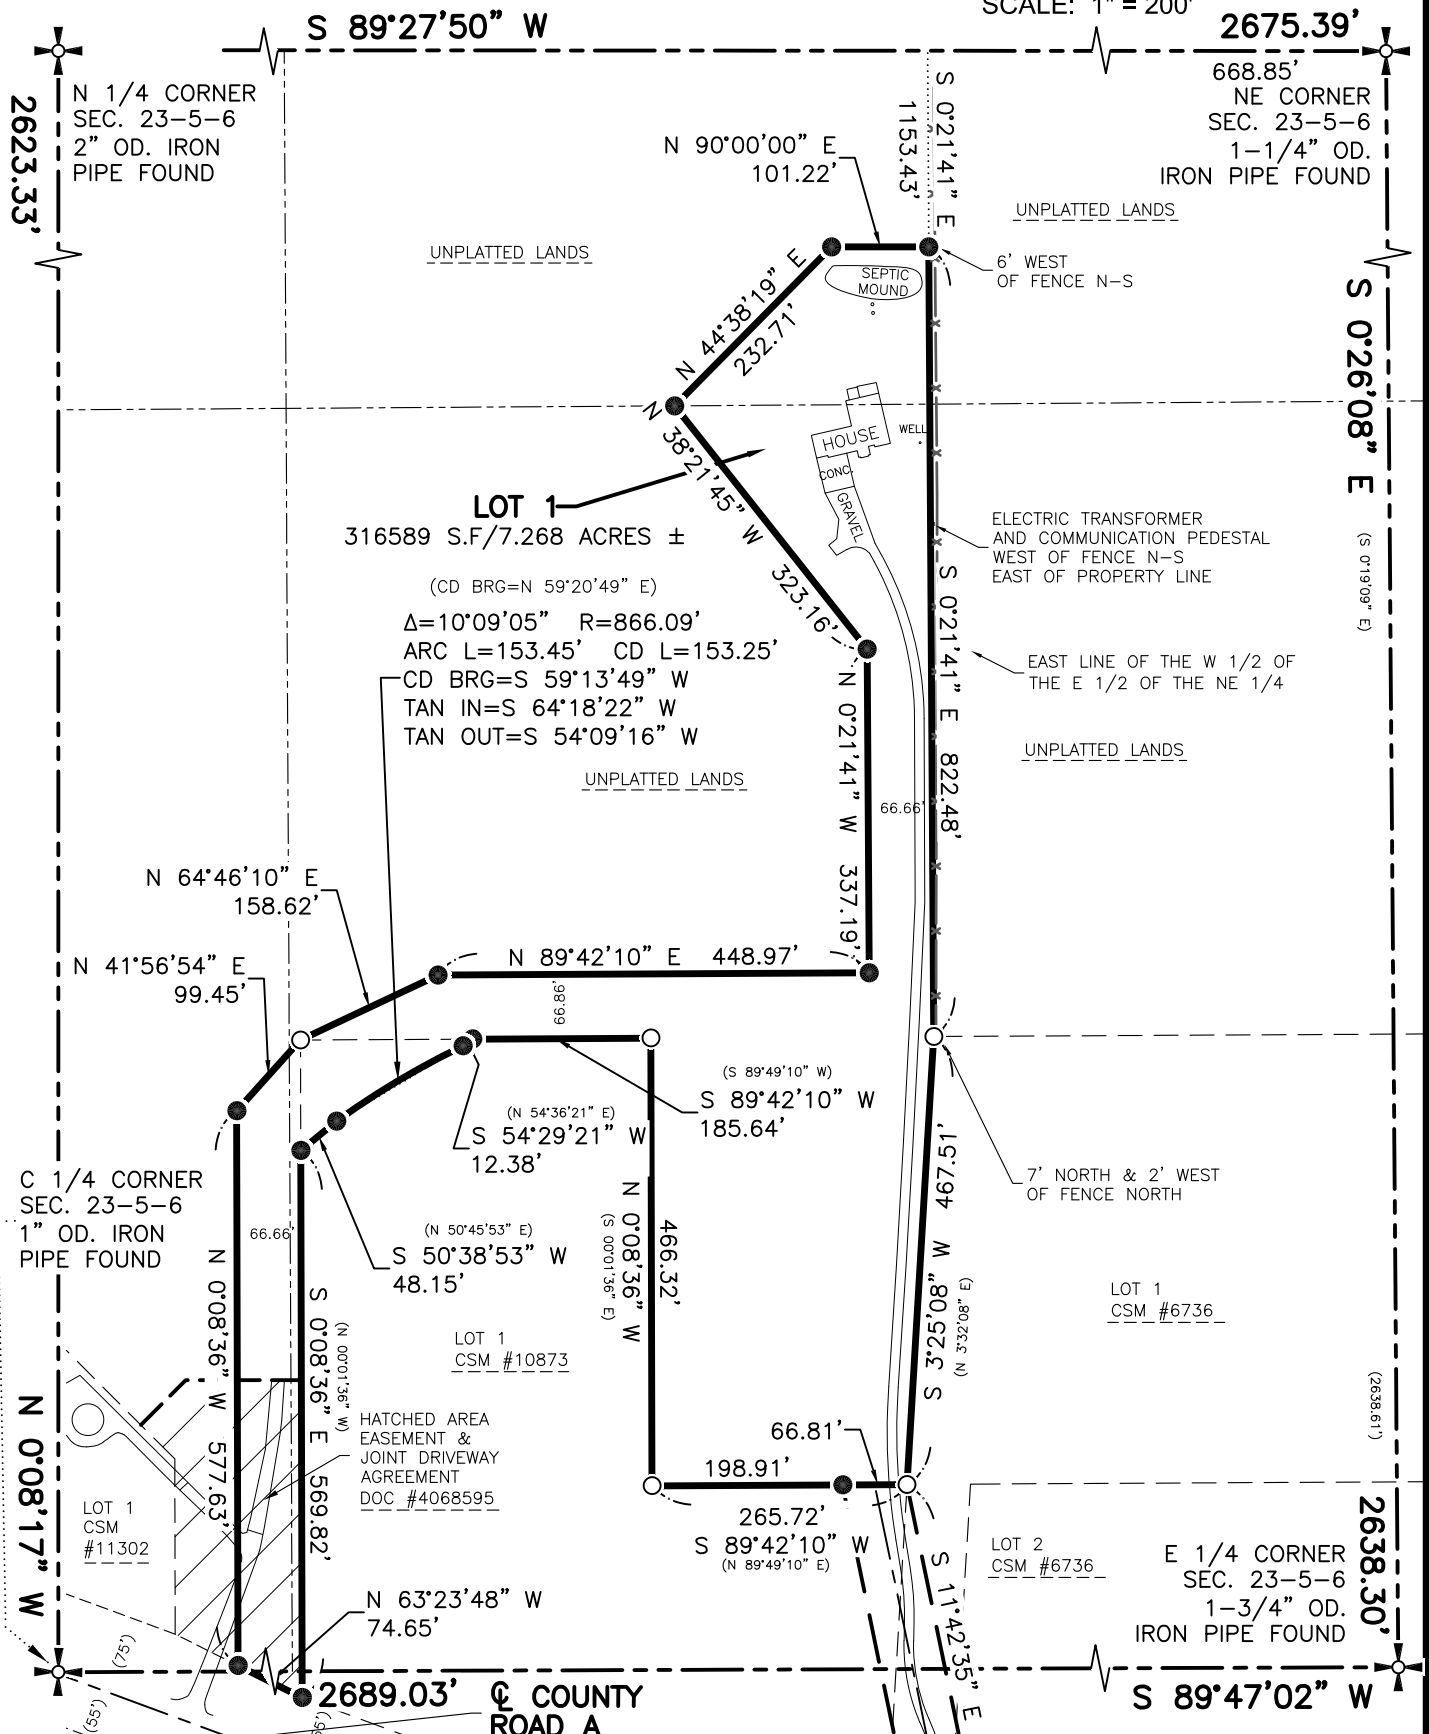 SCALE: 1" = 200'
S 89°27'50" W
2675.39'
668.85'
N 1/4 CORNER
SEC. 23-5-6
2" OD. IRON
PIPE FOUND
NE CORNER
SEC. 23-5-6
1-1/4" OD.
IRON PIPE FOUND
2623.33'
S 0°21'41" E
1153.43'
N 90°00'00" E
101.22'
UNPLATTED LANDS
UNPLATTED LANDS
6' WEST
OF FENCE N-S
SEPTIC
MOUND
N 44°38'19" E
232.71'
S 0°26'08" E
(S 0°19'09" E)
N 38°21'45" W
323.16'
HOUSE
WELL
CONC.
GRAVEL
LOT 1
316589 S.F/7.268 ACRES ±
ELECTRIC TRANSFORMER
AND COMMUNICATION PEDESTAL
WEST OF FENCE N-S
EAST OF PROPERTY LINE
(CD BRG=N 59°20'49" E)
Δ=10°09'05" R=866.09'
ARC L=153.45' CD L=153.25'
CD BRG=S 59°13'49" W
TAN IN=S 64°18'22" W
TAN OUT=S 54°09'16" W
S 0°21'41" E 822.48'
EAST LINE OF THE W 1/2 OF
THE E 1/2 OF THE NE 1/4
UNPLATTED LANDS
UNPLATTED LANDS
N 0°21'41" W 337.19'
66.66'
N 64°46'10" E
158.62'
N 41°56'54" E
99.45'
N 89°42'10" E 448.97'
66.86'
(S 89°49'10" W)
S 89°42'10" W
185.64'
(N 54°36'21" E)
S 54°29'21" W
12.38'
(N 50°45'53" E)
S 50°38'53" W
48.15'
N 0°08'36" W
(S 00°01'36" E)
466.32'
S 3°25'08" W 467.51'
(N 3°32'08" E)
7' NORTH & 2' WEST
OF FENCE NORTH
C 1/4 CORNER
SEC. 23-5-6
1" OD. IRON
PIPE FOUND
66.66'
N 0°08'36" W 577.63'
S 0°08'36" E 569.82'
(N 00°01'36" W)
LOT 1
CSM #10873
LOT 1
CSM #6736
(2638.61')
HATCHED AREA
EASEMENT &
JOINT DRIVEWAY
AGREEMENT
DOC #4068595
66.81'
198.91'
265.72'
S 89°42'10" W
(N 89°49'10" E)
N 0°08'17" W
LOT 1
CSM
#11302
LOT 2
CSM #6736
E 1/4 CORNER
SEC. 23-5-6
1-3/4" OD.
IRON PIPE FOUND
2638.30'
N 63°23'48" W
74.65'
S 11°42'35" E
(75')
(55')
2689.03'
℄ COUNTY
ROAD A
S 89°47'02" W